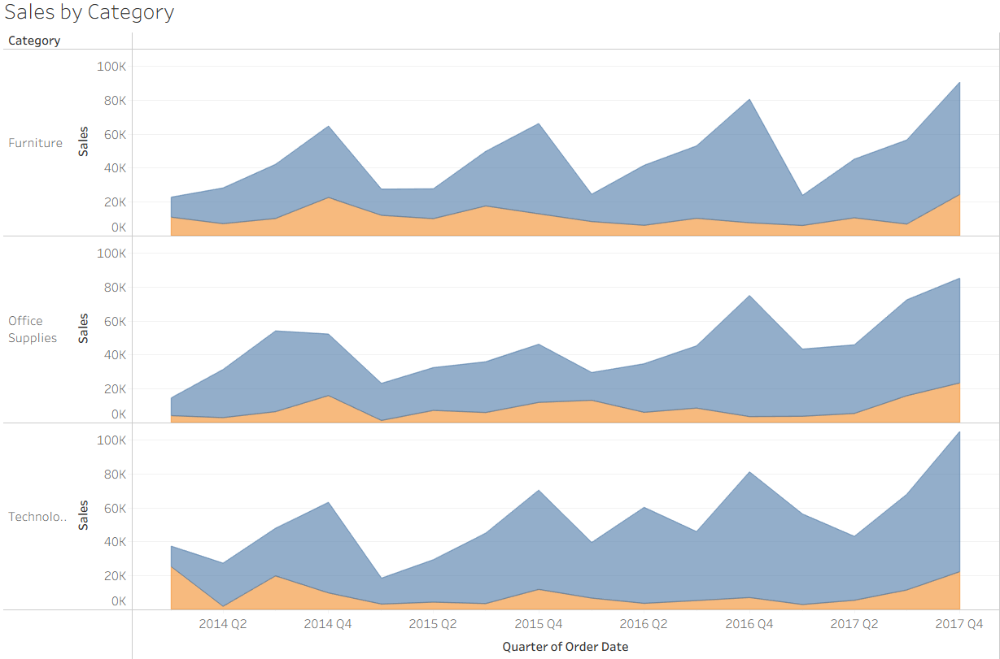 Sales by Category
Category
Furniture
Sales
100K
80K
60K
40K
20K
0K
Office
Supplies
Sales
100K
80K
60K
40K
20K
0K
Technolo..
Sales
100K
80K
60K
40K
20K
0K
2014 Q2 2014 Q4 2015 Q2 2015 Q4 2016 Q2 2016 Q4 2017 Q2 2017 Q4
Quarter of Order Date